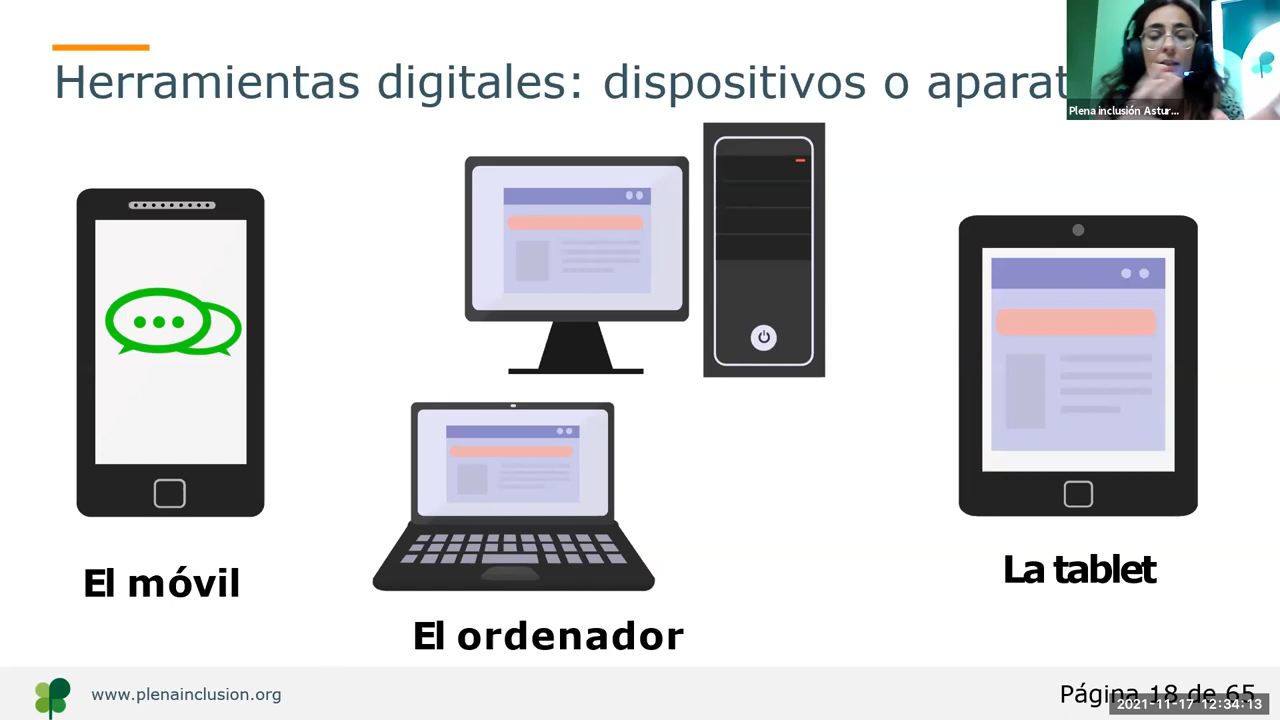 Herramientas digitales: dispositivos o aparat
Plena inclusión Astur...
El móvil
El ordenador
La tablet
www.plenainclusion.org
Página 18 de 65
2021-11-17 12:34:13